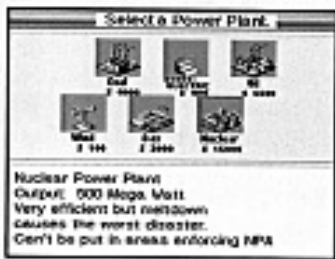 Select a Power Plant.
Coal Oil
Wind Gas Nuclear
$ 100 $ 2000
Nuclear Power Plant
Output: 500 Mega Watt
Very efficient but meltdown
causes the worst disaster.
Can't be put in areas enforcing NPA